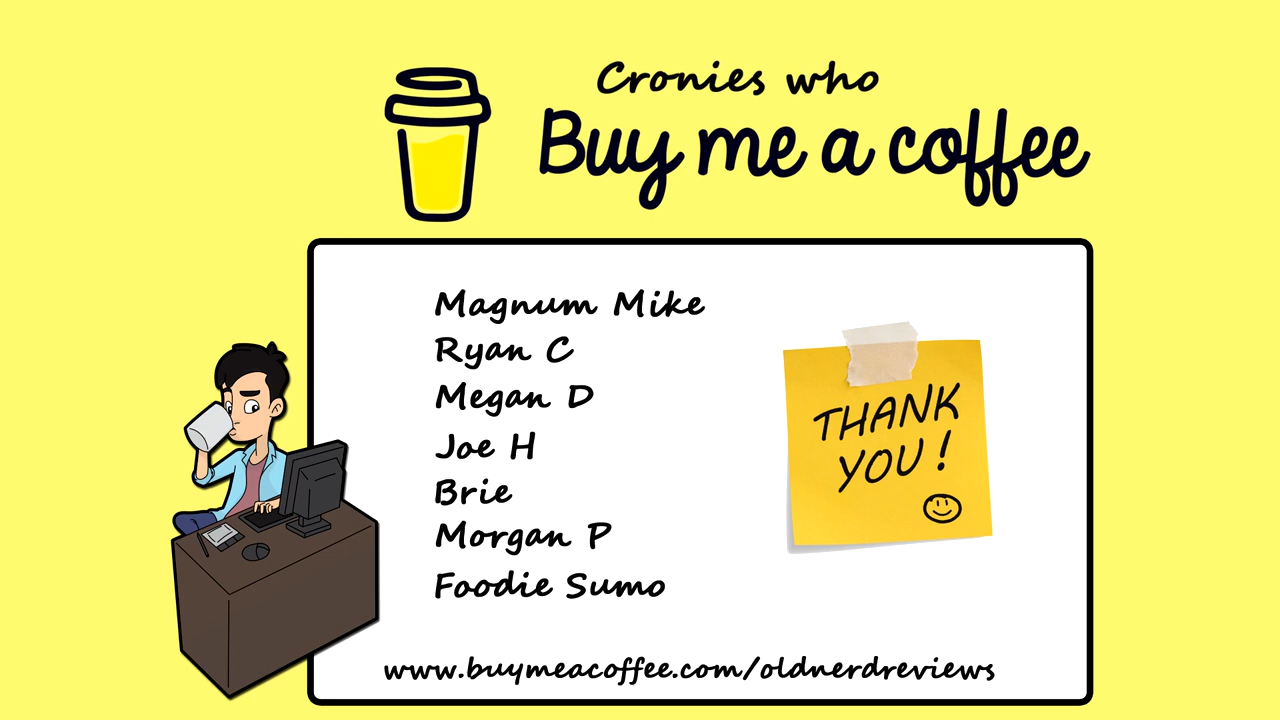 Cronies who
Buy me a coffee
Magnum Mike
Ryan C
Megan D
Joe H
Brie
Morgan P
Foodie Sumo
THANK
YOU !
www.buymeacoffee.com/oldnerdreviews